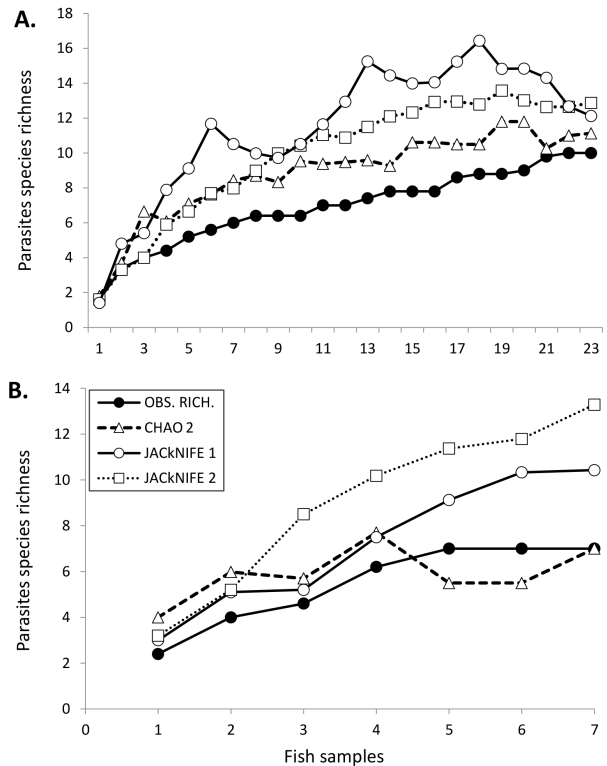 A.
Parasites species richness
18
16
14
12
10
8
6
4
2
0
1 3 5 7 9 11 13 15 17 19 21 23
B.
Parasites species richness
14
12
10
8
6
4
2
0
OBS. RICH.
CHAO 2
JACkNIFE 1
JACkNIFE 2
0 1 2 3 4 5 6 7
Fish samples